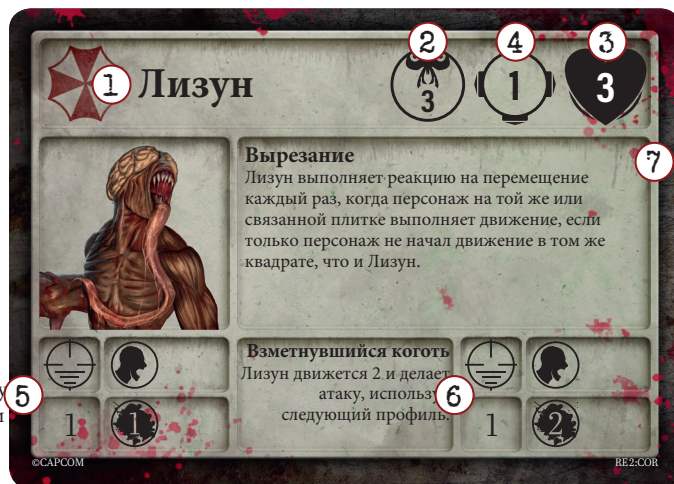 2 4 3
1 Лизун 3 1 3
7
Вырезание
Лизун выполняет реакцию на перемещение
каждый раз, когда персонаж на той же или
связанной плитке выполняет движение, если
только персонаж не начал движение в том же
квадрате, что и Лизун.
Взметнувшийся коготь
Лизун движется 2 и делает
атаку, использу
следующий профиль.
у
и
5
6
1 1
1 2
©CAPCOM
RE2:COR